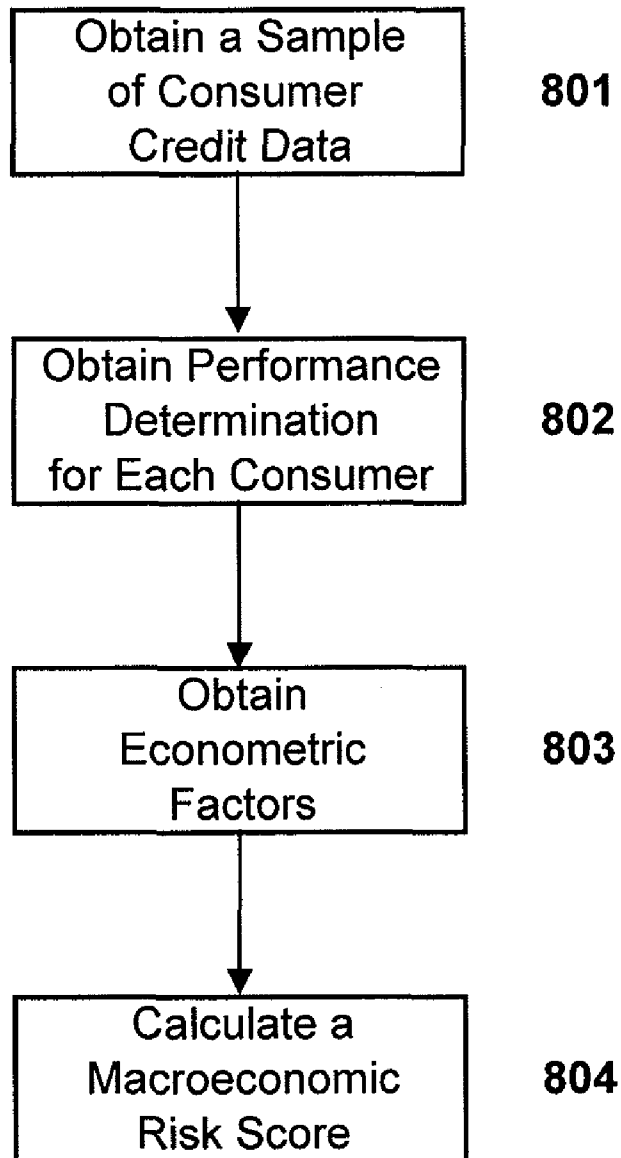 Obtain a Sample
of Consumer
Credit Data
801
Obtain Performance
Determination
for Each Consumer
802
Obtain
Econometric
Factors
803
Calculate a
Macroeconomic
Risk Score
804